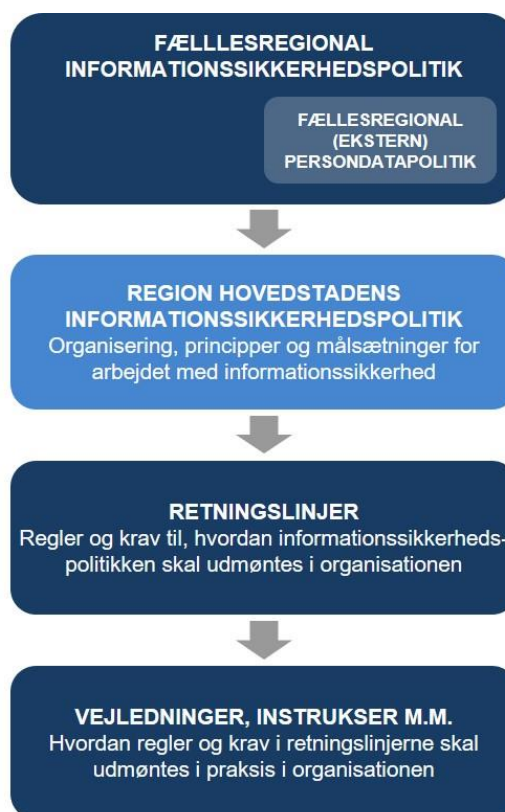 FÆLLLESREGIONAL
INFORMATIONSSIKKERHEDSPOLITIK
FÆLLESREGIONAL
(EKSTERN)
PERSONDATAPOLITIK
REGION HOVEDSTADENS
INFORMATIONSSIKKERHEDSPOLITIK
Organisering, principper og målsætninger for
arbejdet med informationssikkerhed
RETNINGSLINJER
Regler og krav til, hvordan informationssikkerheds-
politikken skal udmøntes i organisationen
VEJLEDNINGER, INSTRUKSER M.M.
Hvordan regler og krav i retningslinjerne skal
udmøntes i praksis i organisationen